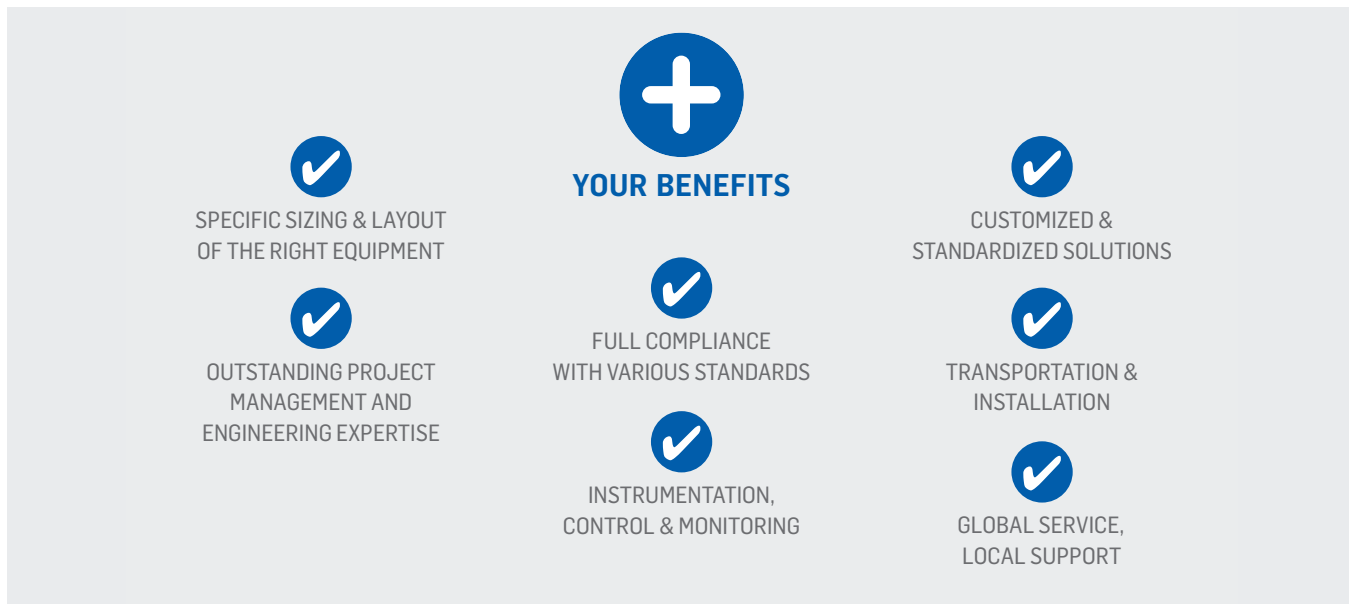 YOUR BENEFITS
SPECIFIC SIZING & LAYOUT
OF THE RIGHT EQUIPMENT
OUTSTANDING PROJECT
MANAGEMENT AND
ENGINEERING EXPERTISE
FULL COMPLIANCE
WITH VARIOUS STANDARDS
INSTRUMENTATION,
CONTROL & MONITORING
CUSTOMIZED &
STANDARDIZED SOLUTIONS
TRANSPORTATION &
INSTALLATION
GLOBAL SERVICE,
LOCAL SUPPORT